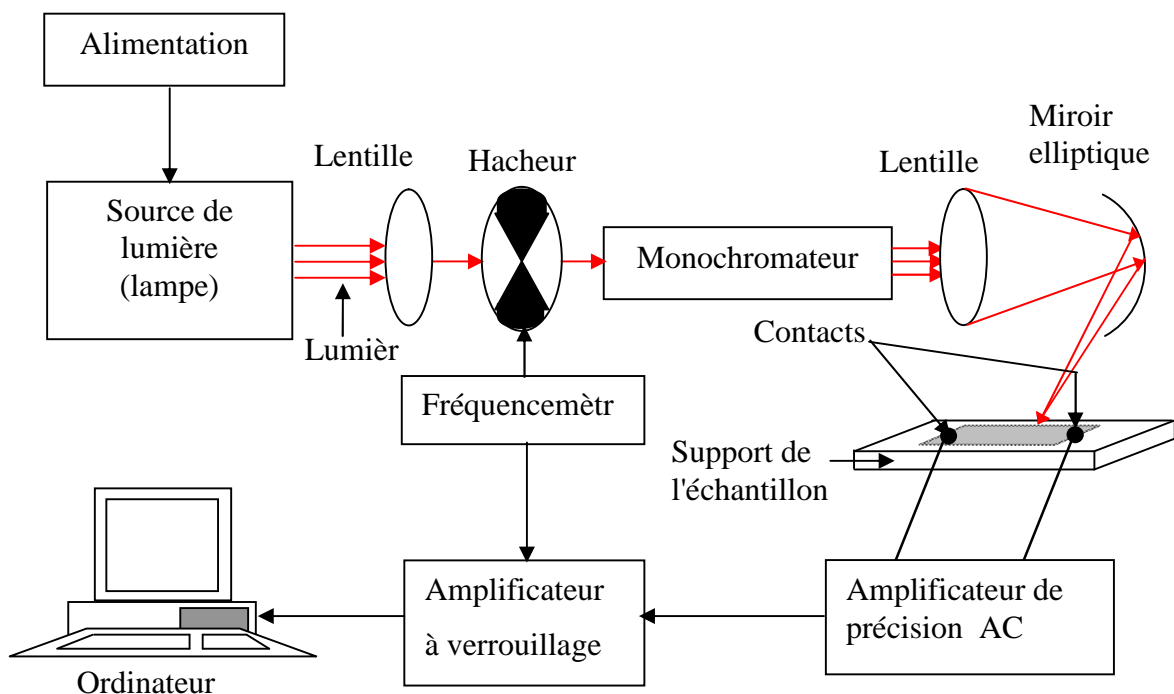 Alimentation
Miroir
elliptique
Lentille
Hacheur
Lentille
Source de
lumière
(lampe)
Monochromateur
Lumièr
Contacts
Fréquencemètr
Support de
l'échantillon
Amplificateur
à verrouillage
Amplificateur de
précision AC
Ordinateur